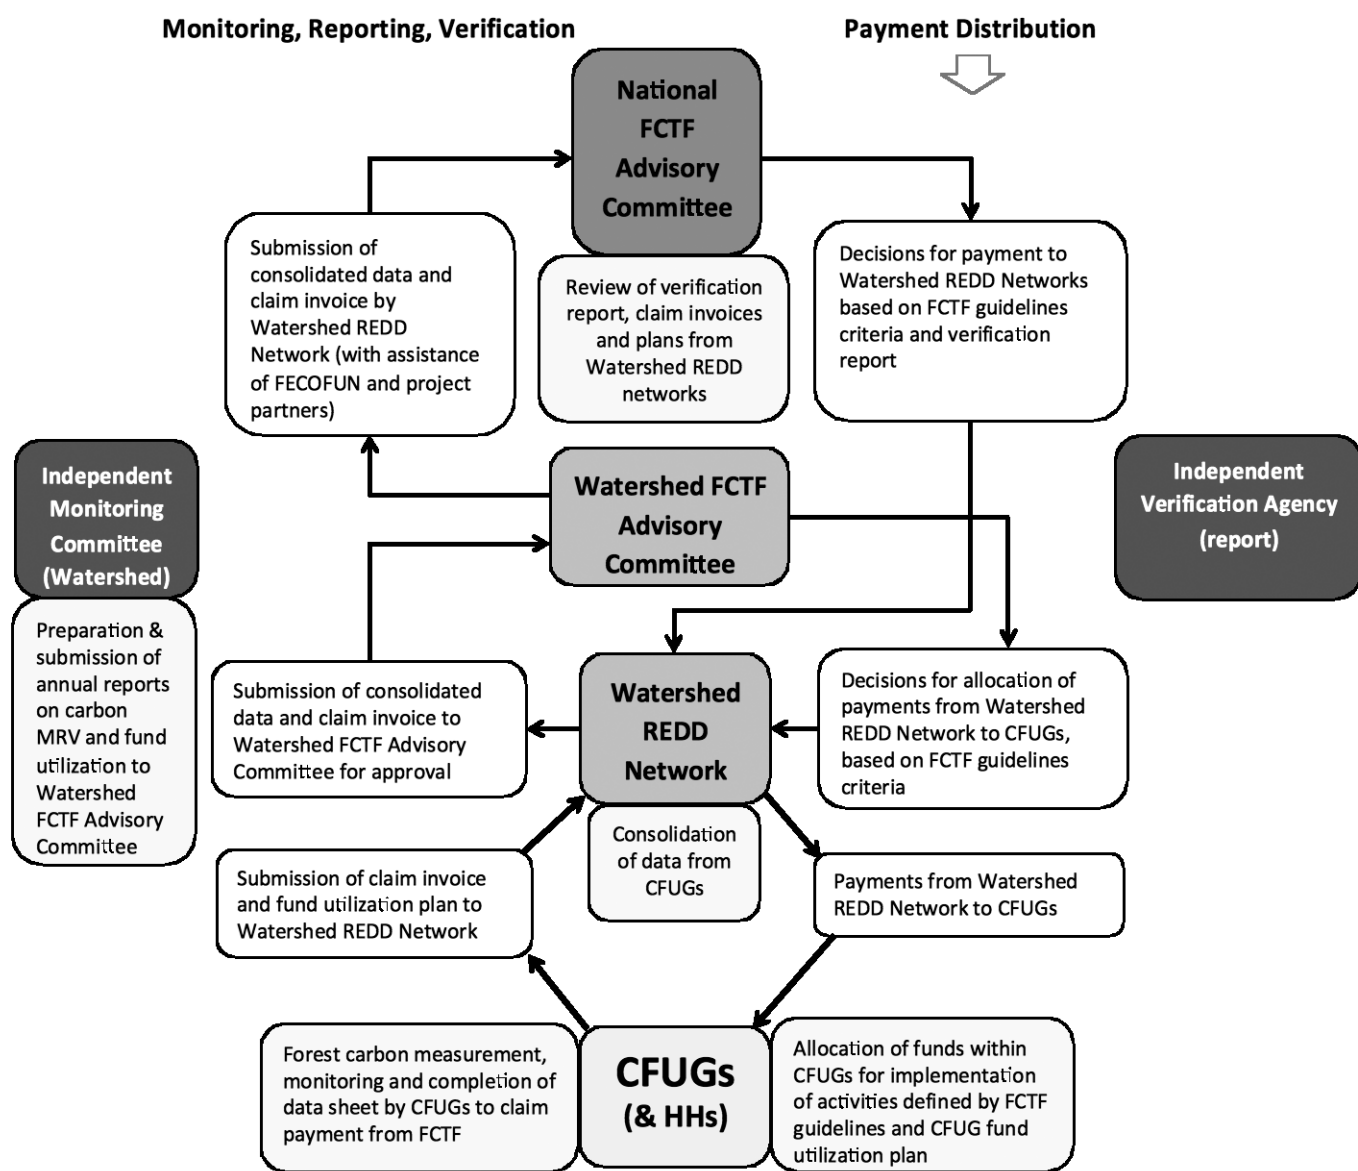 Monitoring, Reporting, Verification
Payment Distribution
National
FCTF
Advisory
Committee
Submission of
consolidated data and
claim invoice by
Watershed REDD
Network (with assistance
of FECOFUN and project
partners)
Review of verification
report, claim invoices
and plans from
Watershed REDD
networks
Decisions for payment to
Watershed REDD Networks
based on FCTF guidelines
criteria and verification
report
Independent
Monitoring
Committee
(Watershed)
Watershed FCTF
Advisory
Committee
Independent
Verification Agency
(report)
Preparation &
submission of
annual reports
on carbon
MRV and fund
utilization to
Watershed
FCTF Advisory
Committee
Submission of consolidated
data and claim invoice to
Watershed FCTF Advisory
Committee for approval
Watershed
REDD
Network
Decisions for allocation of
payments from Watershed
REDD Network to CFUGs,
based on FCTF guidelines
criteria
Consolidation
of data from
CFUGs
Submission of claim invoice
and fund utilization plan to
Watershed REDD Network
Payments from Watershed
REDD Network to CFUGs
Forest carbon measurement,
monitoring and completion of
data sheet by CFUGs to claim
payment from FCTF
CFUGs
(& HHs)
Allocation of funds within
CFUGs for implementation
of activities defined by FCTF
guidelines and CFUG fund
utilization plan